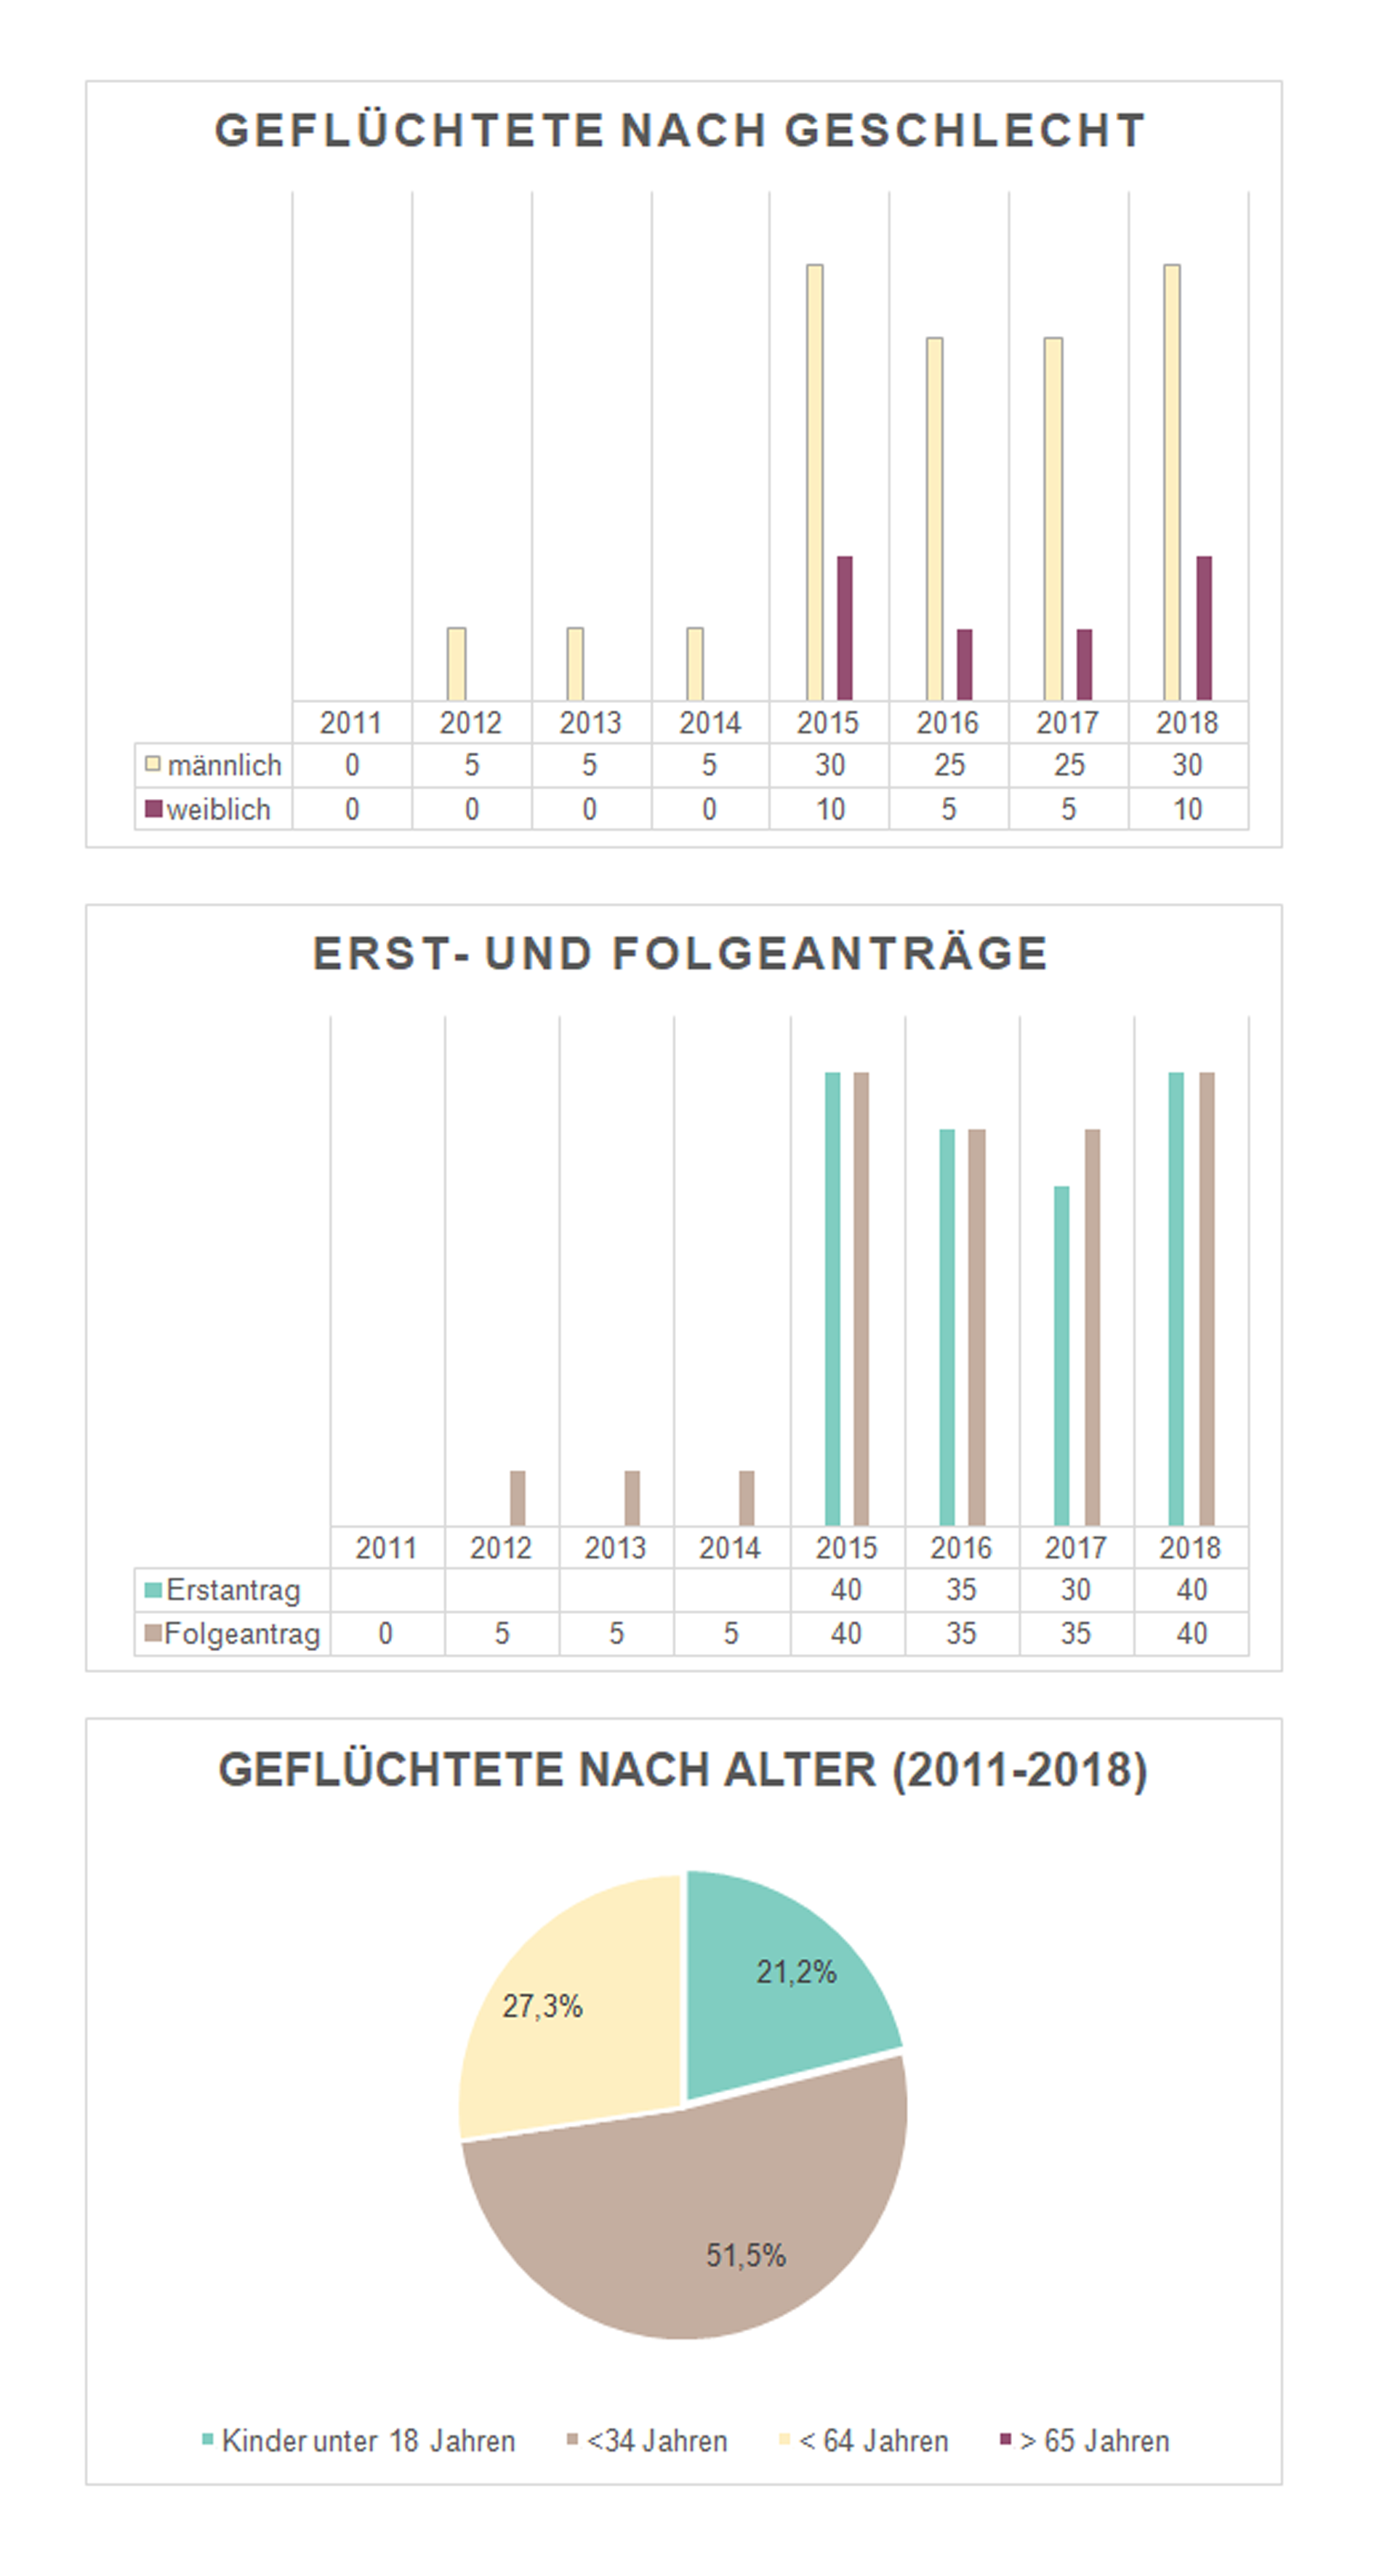 GEFLÜCHTETE NACH GESCHLECHT
2011 2012 2013 2014 2015 2016 2017 2018
männlich 0 5 5 5 30 25 25 30
weiblich 0 0 0 0 10 5 5 10
ERST- UND FOLGEANTRÄGE
2011 2012 2013 2014 2015 2016 2017 2018
Erstantrag 40 35 30 40
Folgeantrag 0 5 5 5 40 35 35 40
GEFLÜCHTETE NACH ALTER (2011-2018)
21,2%
27,3%
51,5%
Kinder unter 18 Jahren <34 Jahren < 64 Jahren > 65 Jahren